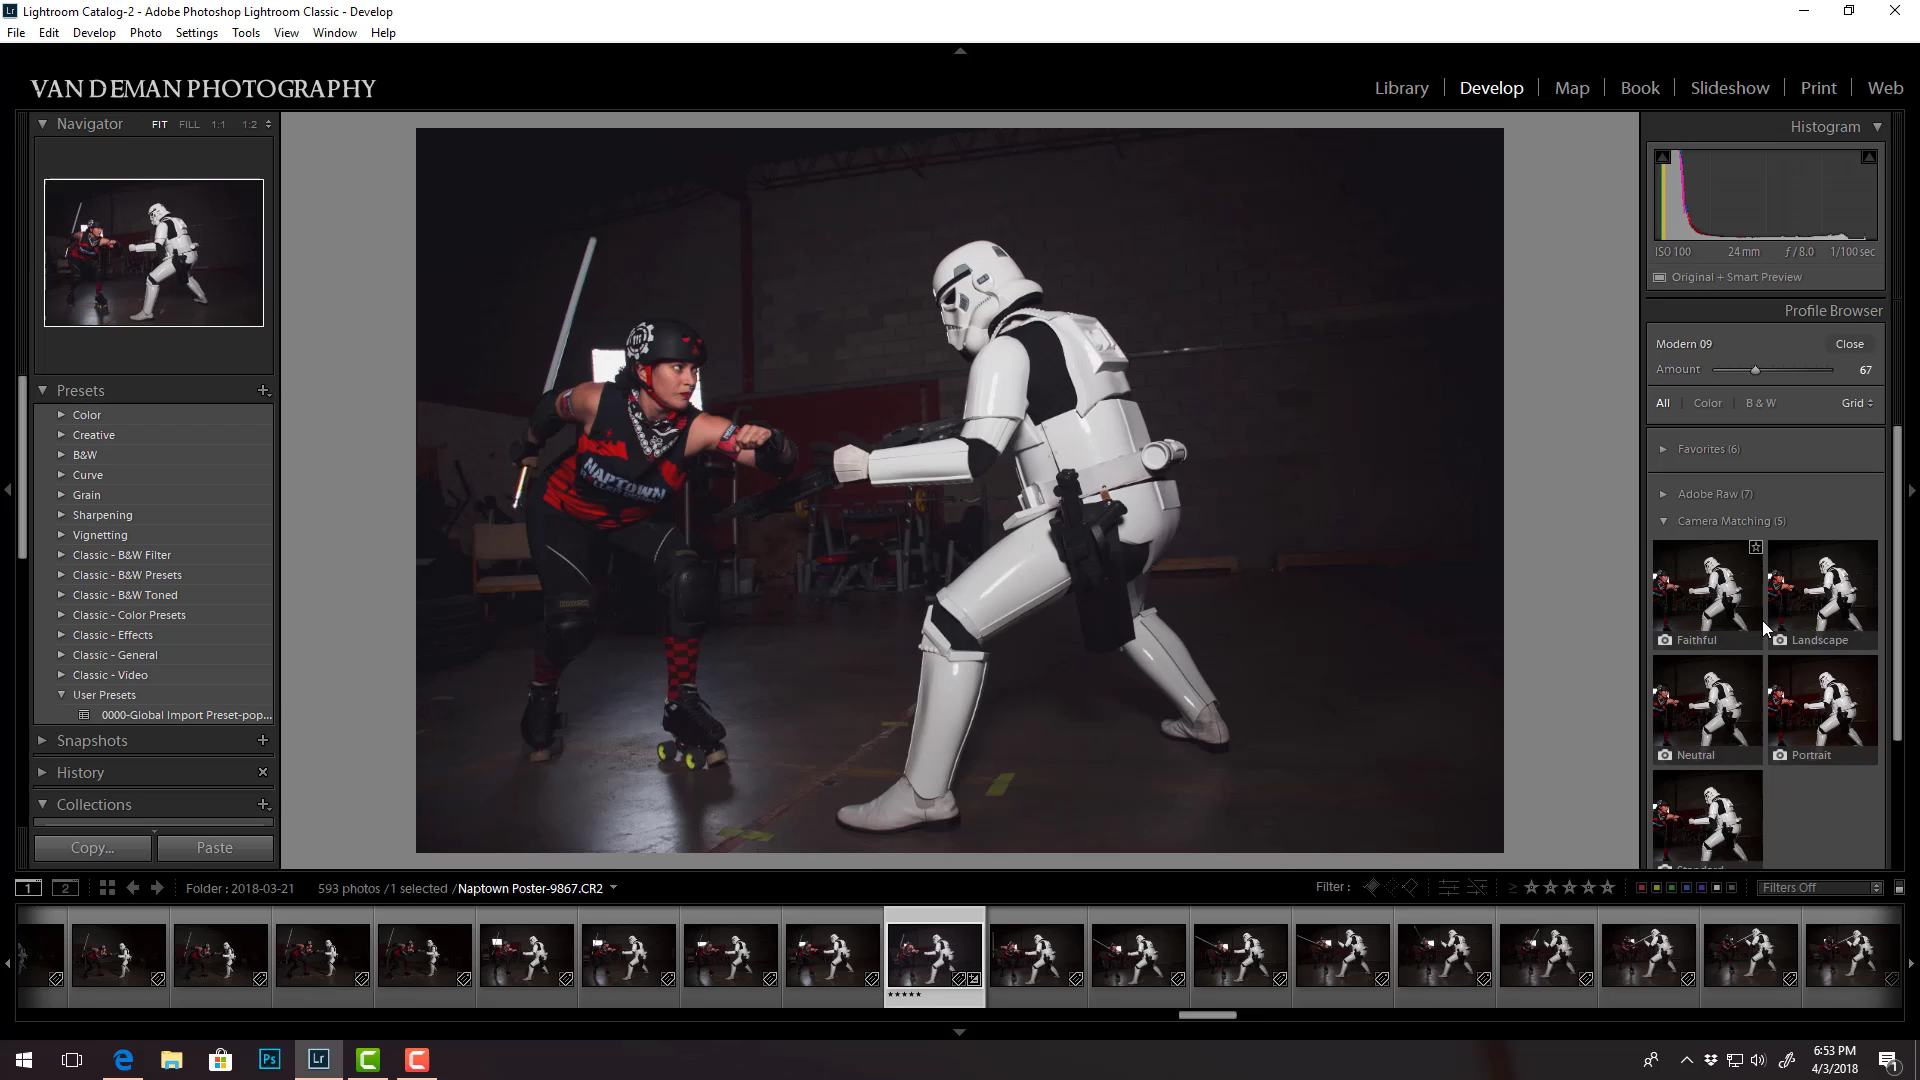 Lightroom Catalog-2 - Adobe Photoshop Lightroom Classic - Develop
File Edit Develop Photo Settings Tools View Window Help
VAN DEMAN PHOTOGRAPHY
Library Develop Map Book Slideshow Print Web
Navigator FIT FILL 1:1 1:2
Presets
Color
Creative
B&W
Curve
Grain
Sharpening
Vignetting
Classic - B&W Filter
Classic - B&W Presets
Classic - B&W Toned
Classic - Color Presets
Classic - Effects
Classic - General
Classic - Video
User Presets
0000-Global Import Preset-pop...
Snapshots
History
Collections
Copy... Paste
NAPTOWN
Histogram
ISO 100 24 mm ƒ / 8.0 1/100 sec
Original + Smart Preview
Profile Browser
Modern 09 Close
Amount 67
All Color B & W Grid
Favorites (6)
Adobe Raw (7)
Camera Matching (5)
Faithful Landscape
Neutral Portrait
1 2 Folder : 2018-03-21 593 photos / 1 selected / Naptown Poster-9867.CR2 Filter : Filters Off
Ps Lr
6:53 PM
4/3/2018
1